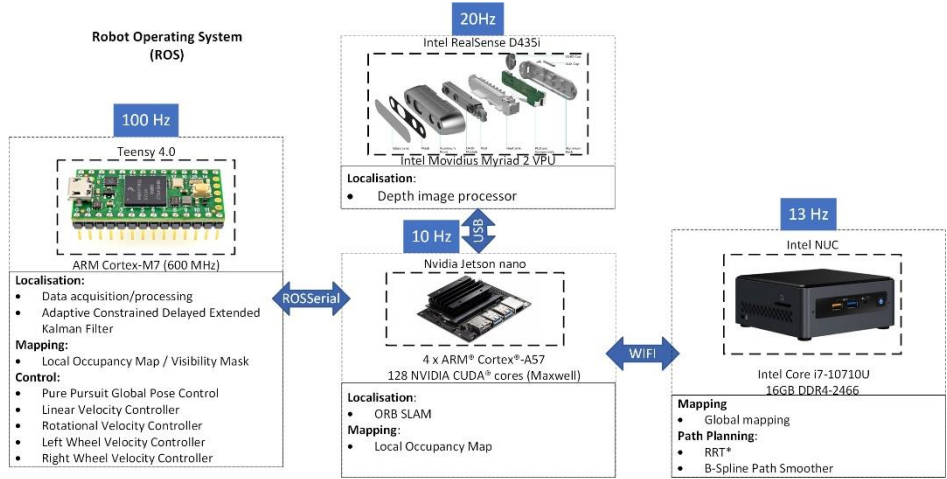 Robot Operating System
(ROS)
20Hz
Intel RealSense D435i
Intel Movidius Myriad 2 VPU
Localisation:
• Depth image processor
USB
100 Hz
Teensy 4.0
ARM Cortex-M7 (600 MHz)
Localisation:
• Data acquisition/processing
• Adaptive Constrained Delayed Extended
Kalman Filter
Mapping:
• Local Occupancy Map / Visibility Mask
Control:
• Pure Pursuit Global Pose Control
• Linear Velocity Controller
• Rotational Velocity Controller
• Left Wheel Velocity Controller
• Right Wheel Velocity Controller
ROSSerial
10 Hz
Nvidia Jetson nano
4 x ARM® Cortex®-A57
128 NVIDIA CUDA® cores (Maxwell)
Localisation:
• ORB SLAM
Mapping:
• Local Occupancy Map
WIFI
13 Hz
Intel NUC
Intel Core i7-10710U
16GB DDR4-2466
Mapping
• Global mapping
Path Planning:
• RRT*
• B-Spline Path Smoother